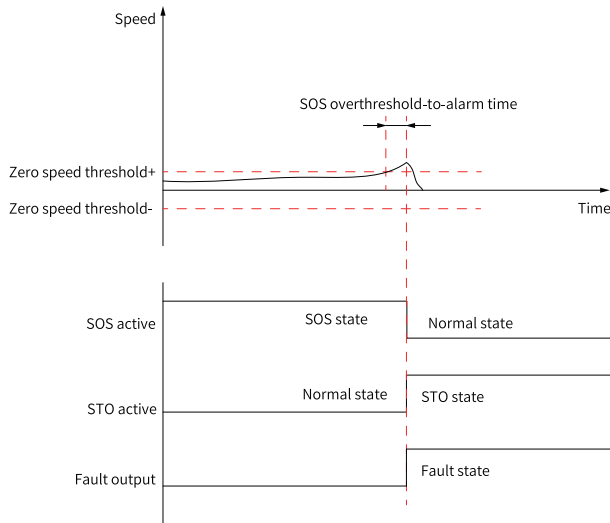 Speed
SOS overthreshold-to-alarm time
Zero speed threshold+
Zero speed threshold-
Time
SOS active
SOS state
Normal state
STO active
Normal state
STO state
Fault output
Fault state